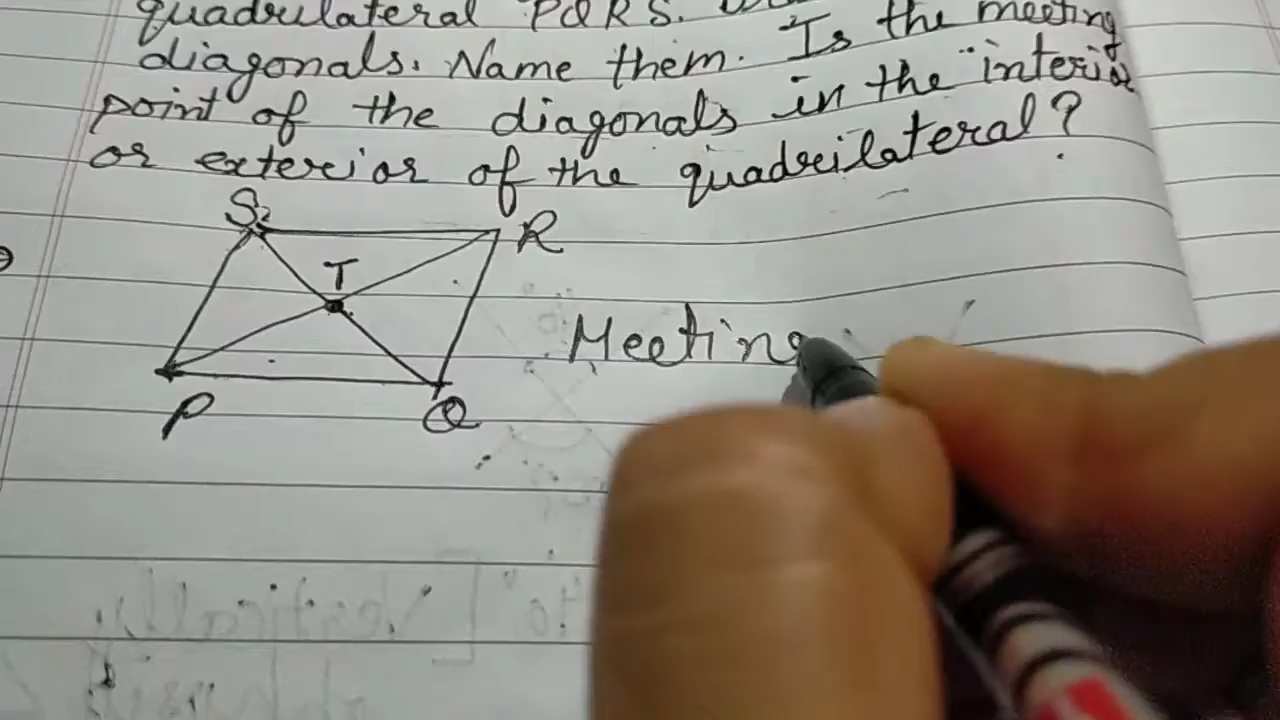 quadrilateral PQRS.
diagonals. Name them. Is the meeting
point of the diagonals in the interior
or exterior of the quadrilateral?
S
R
T
Meeting
P
Q